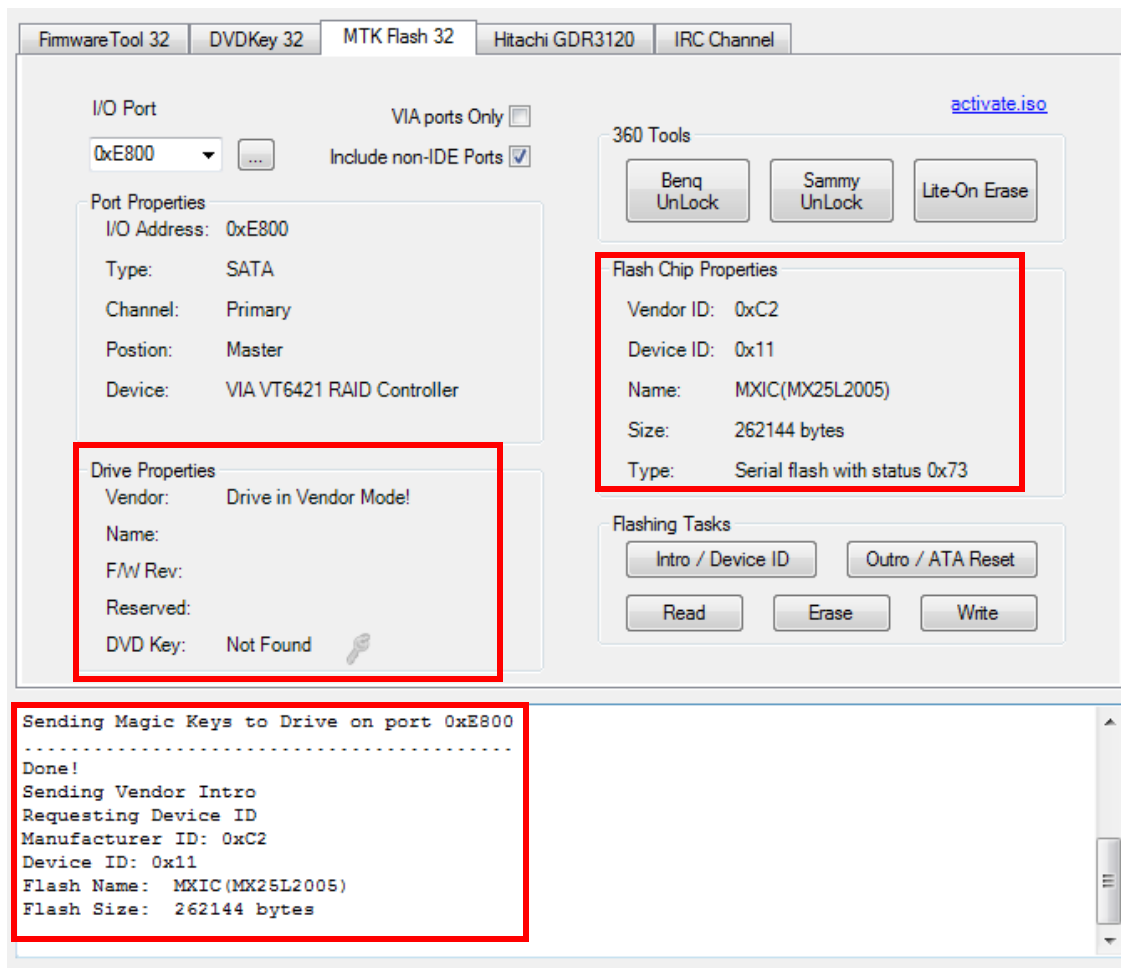 FirmwareTool 32 DVDKey 32 MTK Flash 32 Hitachi GDR3120 IRC Channel
I/O Port
VIA ports Only
activate.iso
0xE800 ... Include non-IDE Ports
Port Properties
I/O Address: 0xE800
Type: SATA
Channel: Primary
Postion: Master
Device: VIA VT6421 RAID Controller
Drive Properties
Vendor: Drive in Vendor Mode!
Name:
F/W Rev:
Reserved:
DVD Key: Not Found
360 Tools
Benq UnLock Sammy UnLock Lite-On Erase
Flash Chip Properties
Vendor ID: 0xC2
Device ID: 0x11
Name: MXIC(MX25L2005)
Size: 262144 bytes
Type: Serial flash with status 0x73
Flashing Tasks
Intro / Device ID Outro / ATA Reset
Read Erase Write
Sending Magic Keys to Drive on port 0xE800
..........................................
Done!
Sending Vendor Intro
Requesting Device ID
Manufacturer ID: 0xC2
Device ID: 0x11
Flash Name: MXIC(MX25L2005)
Flash Size: 262144 bytes